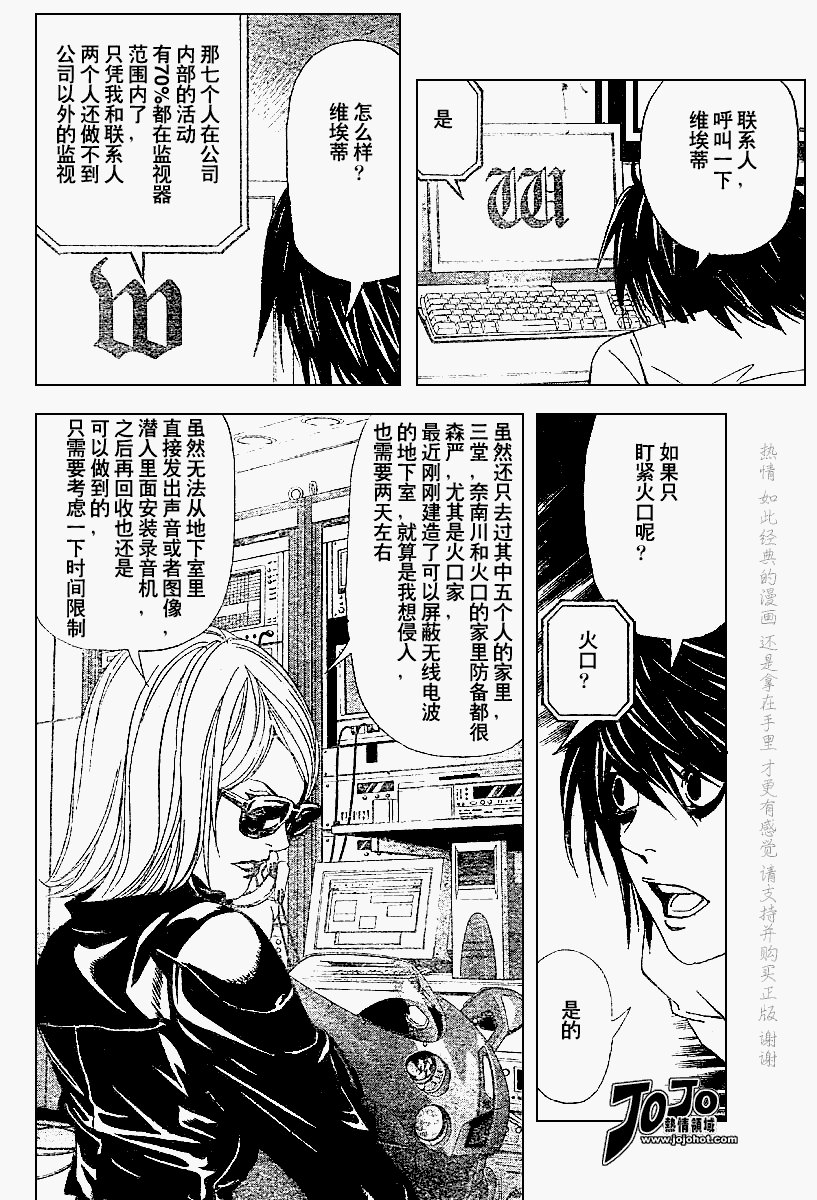 联系人，
呼叫一下
维埃蒂
是
W
怎么样？
维埃蒂
那七个人在公司
内部的活动
有70%都在监视器
范围内了，
只凭我和联系人
两个人还做不到
公司以外的监视
W
如果只
盯紧火口呢？
火口？
是的
虽然还只去过其中五个人的家里，
三堂，奈南川和火口的家里防备都很
森严，尤其是火口家，
最近刚刚建造了可以屏蔽无线电波
的地下室，就算是我想侵入，
也需要两天左右
虽然无法从地下室里
直接发出声音或者图像，
潜人里面安装录音机，
之后再回收也还是
可以做到的，
只需要考虑一下时间限制
热情 如此经典的漫画 还是拿在手里 才更有感觉 请支持并购买正版 谢谢
JOJO
熱情領域
www.jojohot.com